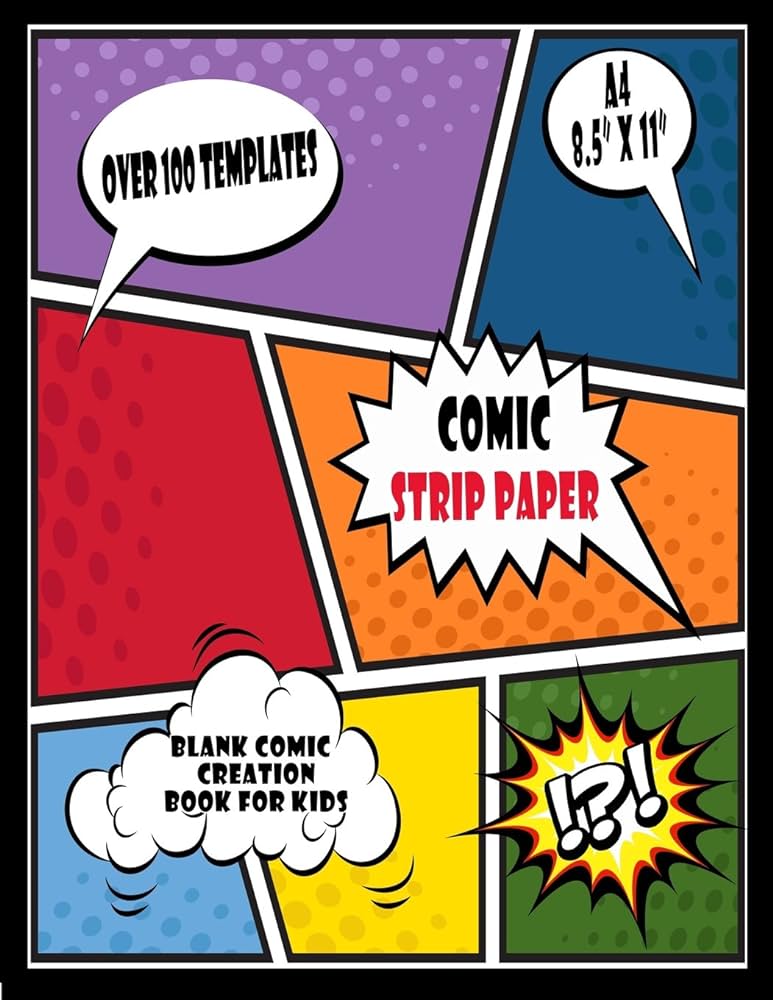 OVER 100 TEMPLATES
A4
8.5" X 11"
COMIC
STRIP PAPER
BLANK COMIC
CREATION
BOOK FOR KIDS
!?!